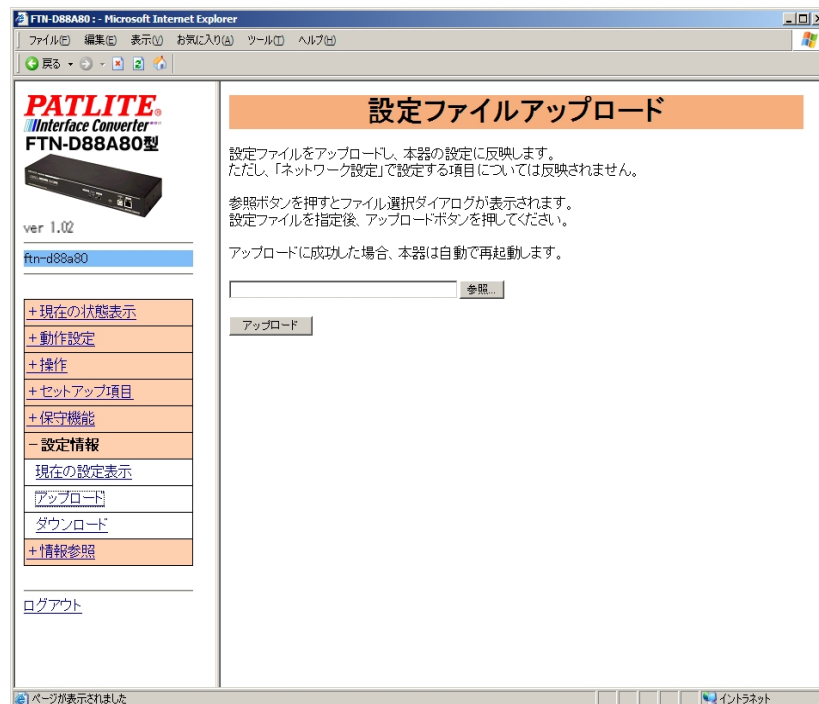 FTN-D88A80 : - Microsoft Internet Explorer
ファイル(F) 編集(E) 表示(V) お気に入り(A) ツール(T) ヘルプ(H)
戻る
PATLITE®
Interface Converter
FTN-D88A80型
ver 1.02
ftn-d88a80
+現在の状態表示
+動作設定
+操作
+セットアップ項目
+保守機能
－設定情報
現在の設定表示
アップロード
ダウンロード
+情報参照
ログアウト
設定ファイルアップロード
設定ファイルをアップロードし、本器の設定に反映します。
ただし、「ネットワーク設定」で設定する項目については反映されません。
参照ボタンを押すとファイル選択ダイアログが表示されます。
設定ファイルを指定後、アップロードボタンを押してください。
アップロードに成功した場合、本器は自動で再起動します。
参照...
アップロード
ページが表示されました
イントラネット